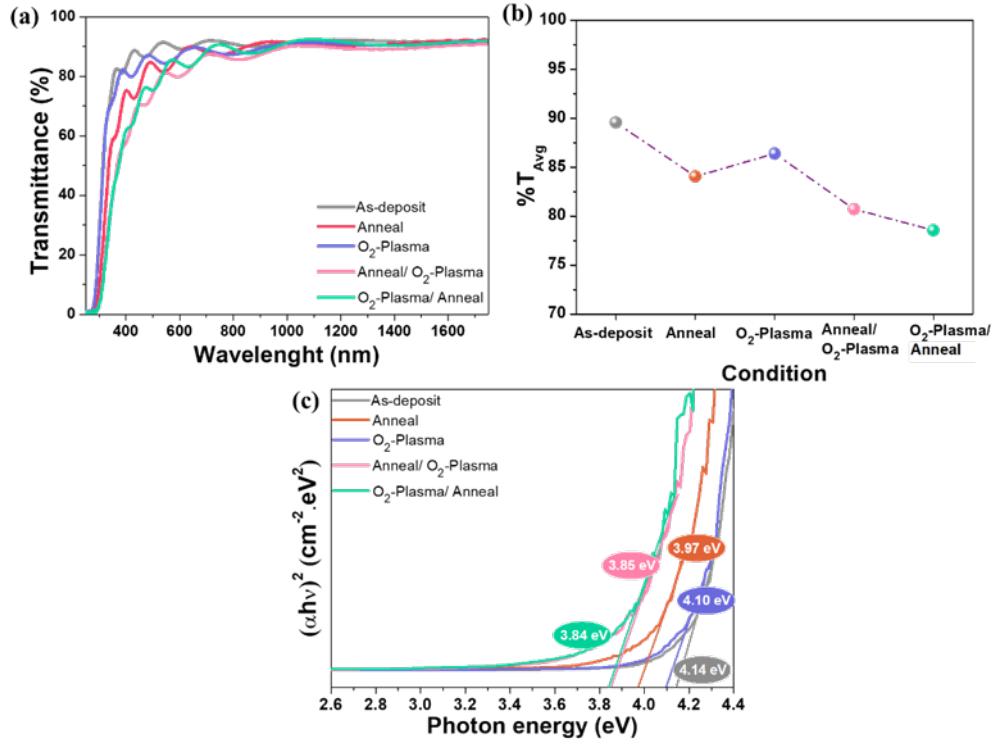 (a)
Transmittance (%)
100
80
60
40
20
0
As-deposit
Anneal
O₂-Plasma
Anneal/ O₂-Plasma
O₂-Plasma/ Anneal
400 600 800 1000 1200 1400 1600
Wavelenght (nm)
(b)
%T Avg
100
95
90
85
80
75
70
As-deposit Anneal O₂-Plasma Anneal/ O₂-Plasma/
O₂-Plasma Anneal
Condition
(c)
(αhν)² (cm⁻².eV²)
As-deposit
Anneal
O₂-Plasma
Anneal/ O₂-Plasma
O₂-Plasma/ Anneal
3.97 eV
3.85 eV
4.10 eV
3.84 eV
4.14 eV
2.6 2.8 3.0 3.2 3.4 3.6 3.8 4.0 4.2 4.4
Photon energy (eV)